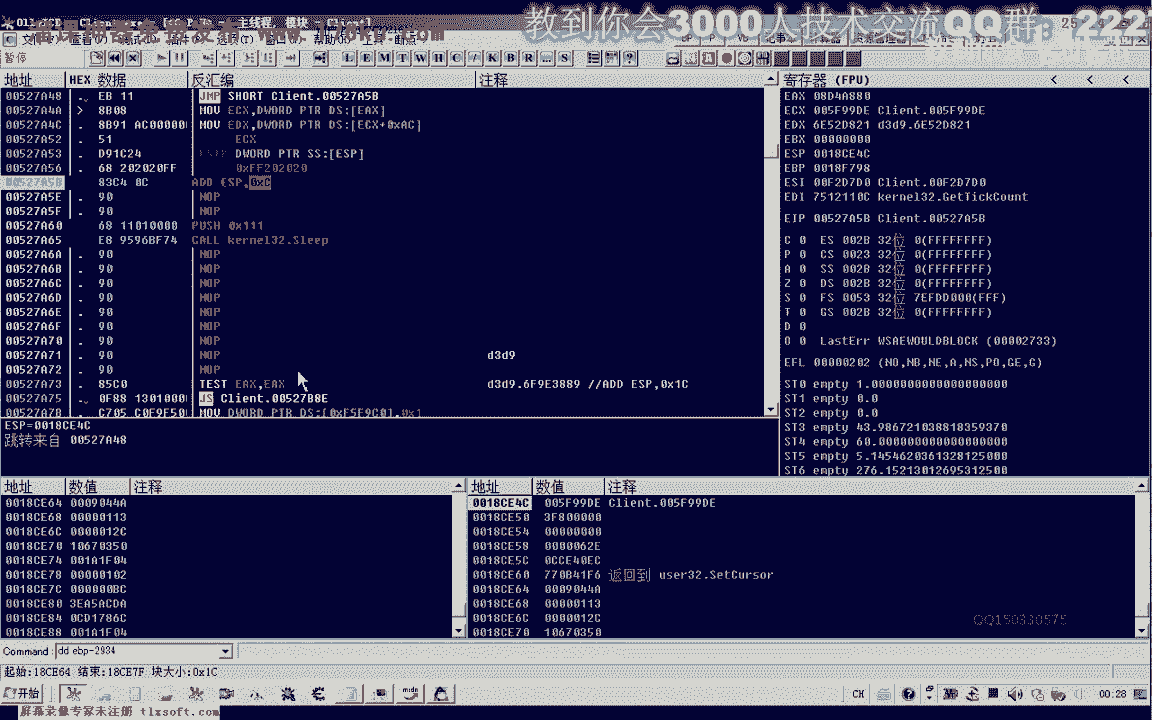 教到你会3000人技术交流QQ群：222
暂停
L E M T W H C / K B R ... S
地址 HEX 数据 反汇编 注释
00527A48 EB 11 JMP SHORT Client.00527A5B
00527A4A 8B08 MOV ECX,DWORD PTR DS:[EAX]
00527A4C 8B91 AC00000 MOV EDX,DWORD PTR DS:[ECX+0xAC]
00527A52 51 ECX
00527A53 D91C24 DWORD PTR SS:[ESP]
00527A56 68 202020FF 0xFF202020
00527A5B 83C4 0C ADD ESP,0xC
00527A5E 90 NOP
00527A5F 90 NOP
00527A60 68 11010000 PUSH 0x111
00527A65 E8 9596BF74 CALL kernel32.Sleep
00527A6A 90 NOP
00527A6B 90 NOP
00527A6C 90 NOP
00527A6D 90 NOP
00527A6E 90 NOP
00527A6F 90 NOP
00527A70 90 NOP
00527A71 90 NOP d3d9
00527A72 90 NOP
00527A73 85C0 TEST EAX,EAX d3d9.6F9E3889 //ADD ESP,0x1C
00527A75 0F88 1301000 JS Client.00527B8E
00527A7B C705 C0F9F50 MOV DWORD PTR DS:[0xF5F9C0],0x1
ESP=0018CE4C
跳转来自 00527A48
寄存器 (FPU) < < <
EAX 08D4A880
ECX 005F99DE Client.005F99DE
EDX 6E52D821 d3d9.6E52D821
EBX 00000000
ESP 0018CE4C
EBP 0018F798
ESI 00F2D7D0 Client.00F2D7D0
EDI 7512110C kernel32.GetTickCount
EIP 00527A5B Client.00527A5B
C 0 ES 002B 32位 0(FFFFFFFF)
P 0 CS 0023 32位 0(FFFFFFFF)
A 0 SS 002B 32位 0(FFFFFFFF)
Z 0 DS 002B 32位 0(FFFFFFFF)
S 0 FS 0053 32位 7EFDD000(FFF)
T 0 GS 002B 32位 0(FFFFFFFF)
D 0
O 0 LastErr WSAEWOULDBLOCK (00002733)
EFL 00000202 (NO,NB,NE,A,NS,PO,GE,G)
ST0 empty 1.0000000000000000000
ST1 empty 0.0
ST2 empty 0.0
ST3 empty 43.986721038818359370
ST4 empty 60.000000000000000000
ST5 empty 5.1454620361328125000
ST6 empty 276.15213012695312500
地址 数值 注释
0018CE64 0009044A
0018CE68 00000113
0018CE6C 0000012C
0018CE70 10670350
0018CE74 001A1F04
0018CE78 00000102
0018CE7C 000000BC
0018CE80 3EA5ACDA
0018CE84 0CD1786C
0018CE88 001A1F04
地址 数值 注释
0018CE4C 005F99DE Client.005F99DE
0018CE50 3F800000
0018CE54 00000000
0018CE58 0000062E
0018CE5C 0CCE40EC
0018CE60 770B41F6 返回到 user32.SetCursor
0018CE64 0009044A
0018CE68 00000113
0018CE6C 0000012C
0018CE70 10670350
QQ150330575
Command: dd ebp-2934
起始:18CE64 结束:18CE7F 块大小:0x1C
开始 CH 00:28
屏幕录像专家未注册 tlxsoft.com